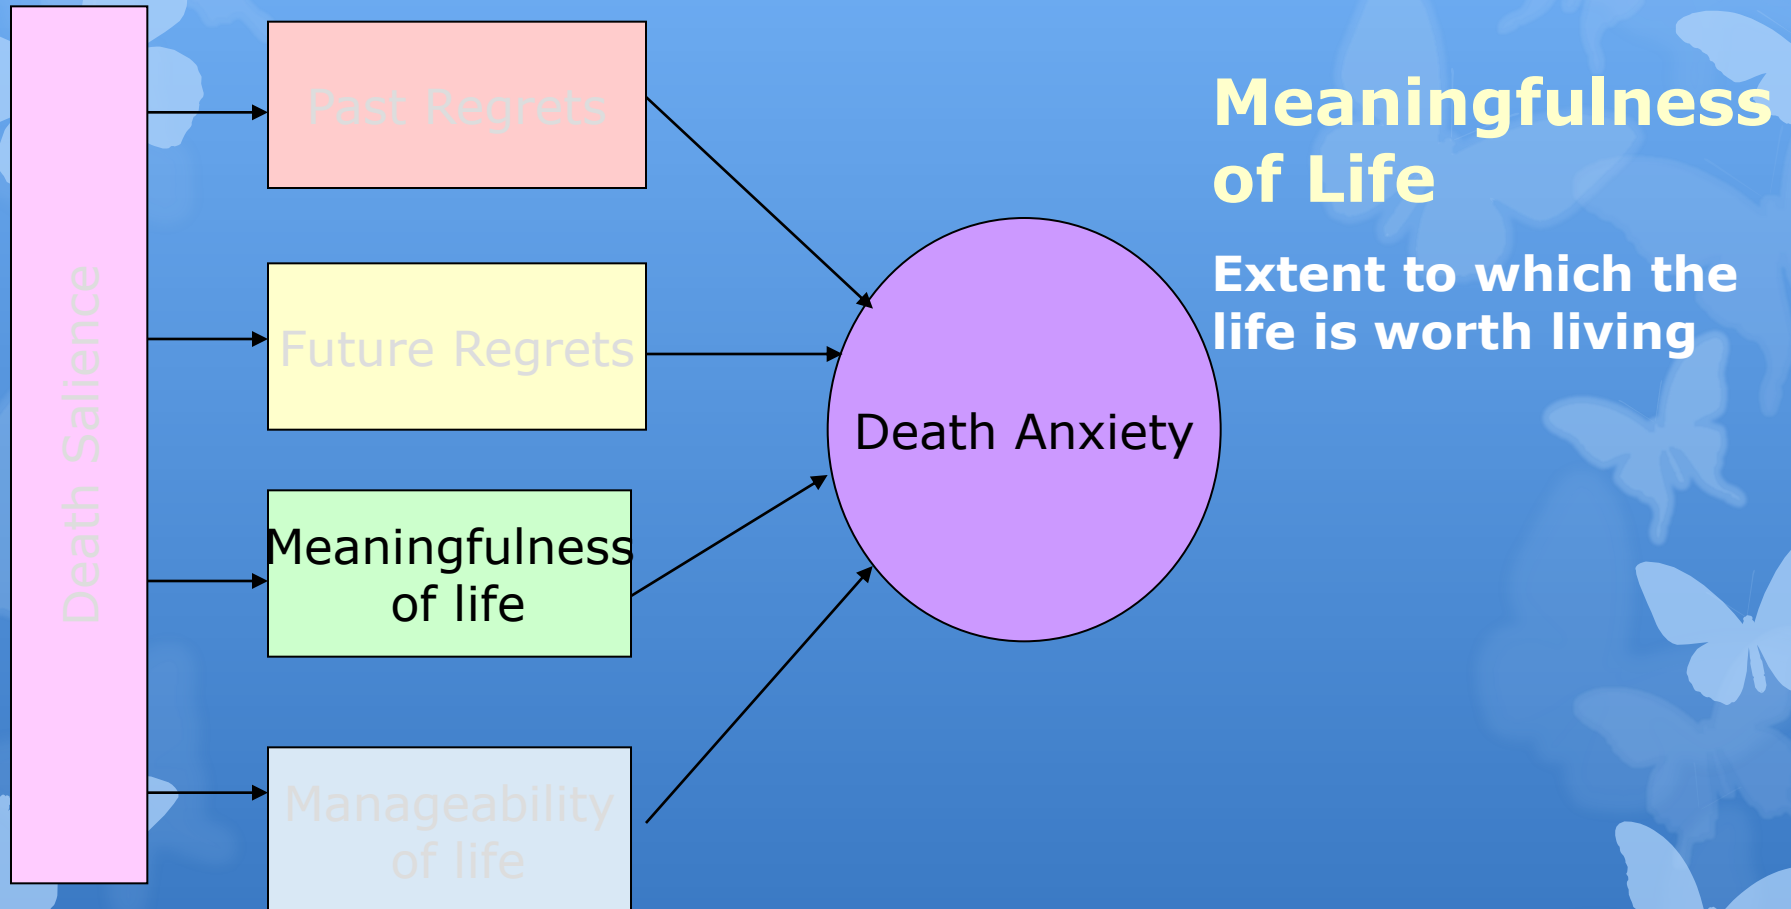 Death Salience
Past Regrets
Future Regrets
Meaningfulness
of life
Manageability
of life
Death Anxiety
Meaningfulness
of Life
Extent to which the
life is worth living